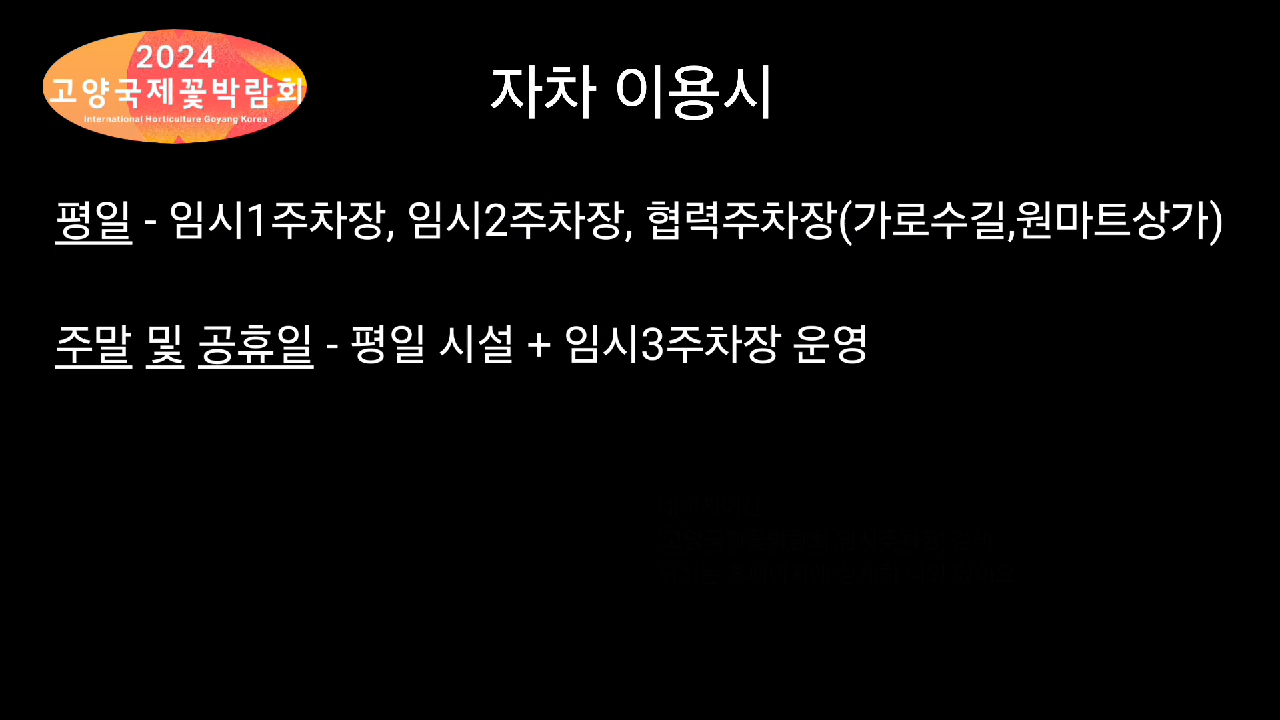 2024
고양국제꽃박람회
International Horticulture Goyang Korea
자차 이용시
평일 - 임시1주차장, 임시2주차장, 협력주차장(가로수길,원마트상가)
주말 및 공휴일 - 평일 시설 + 임시3주차장 운영